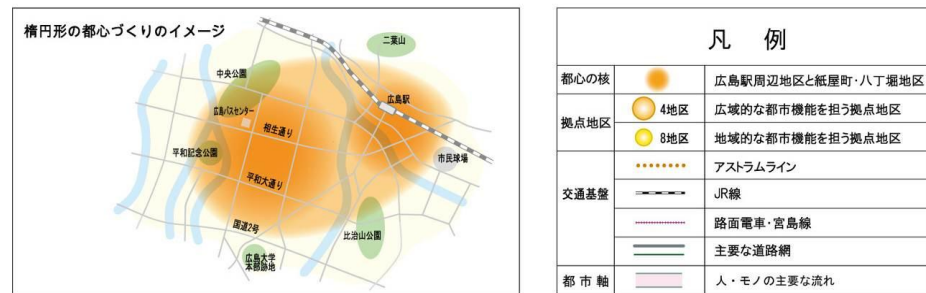 楕円形の都心づくりのイメージ
二葉山
中央公園
広島駅
広島バスセンター
相生通り
平和記念公園
市民球場
平和大通り
国道2号
比治山公園
広島大学
本部跡地
凡 例
都心の核 広島駅周辺地区と紙屋町・八丁堀地区
拠点地区 4地区 広域的な都市機能を担う拠点地区
8地区 地域的な都市機能を担う拠点地区
交通基盤 アストラムライン
JR線
路面電車・宮島線
主要な道路網
都市軸 人・モノの主要な流れ